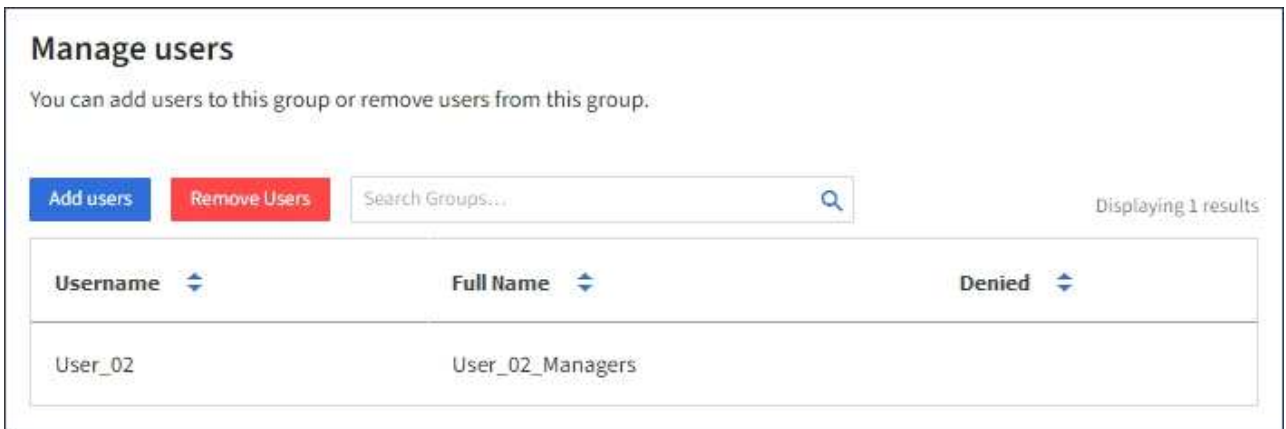 Manage users
You can add users to this group or remove users from this group.
Add users Remove Users Search Groups... Displaying 1 results
Username Full Name Denied
User_02 User_02_Managers